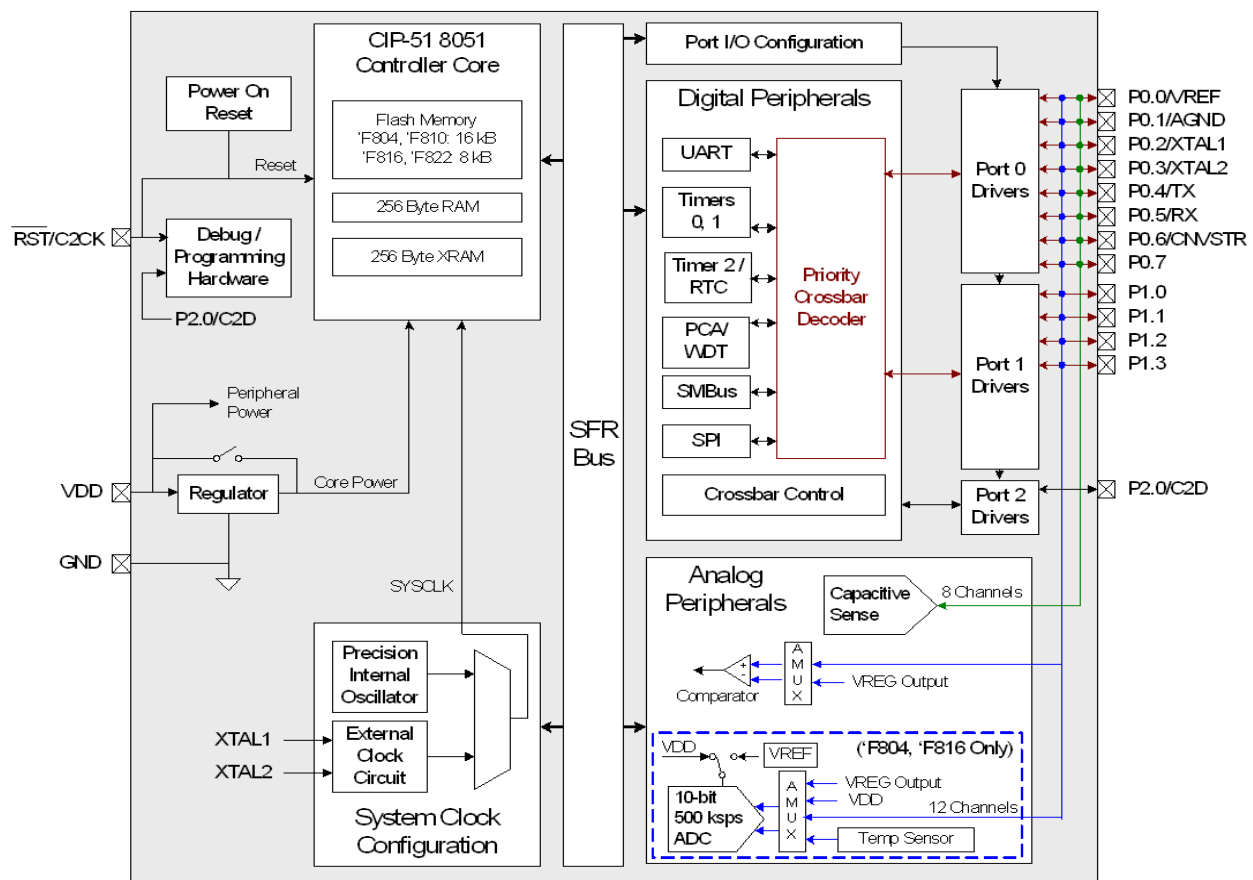 CIP-51 8051
Controller Core
Flash Memory
'F804, 'F810: 16 kB
'F816, 'F822: 8 kB
256 Byte RAM
256 Byte XRAM
Power On
Reset
Reset
RST/C2CK
Debug /
Programming
Hardware
P2.0/C2D
Peripheral
Power
VDD
Regulator
Core Power
GND
SYSCLK
Precision
Internal
Oscillator
XTAL1
XTAL2
External
Clock
Circuit
System Clock
Configuration
SFR
Bus
Port I/O Configuration
Digital Peripherals
UART
Timers
0, 1
Timer 2 /
RTC
PCA/
WDT
SMBus
SPI
Priority
Crossbar
Decoder
Crossbar Control
Port 0
Drivers
Port 1
Drivers
Port 2
Drivers
P0.0/VREF
P0.1/AGND
P0.2/XTAL1
P0.3/XTAL2
P0.4/TX
P0.5/RX
P0.6/CNVSTR
P0.7
P1.0
P1.1
P1.2
P1.3
P2.0/C2D
Analog
Peripherals
Capacitive
Sense
8 Channels
+
-
Comparator
AMUX
VREG Output
('F804, 'F816 Only)
VDD
VREF
10-bit
500 ksps
ADC
AMUX
VREG Output
VDD
12 Channels
Temp Sensor